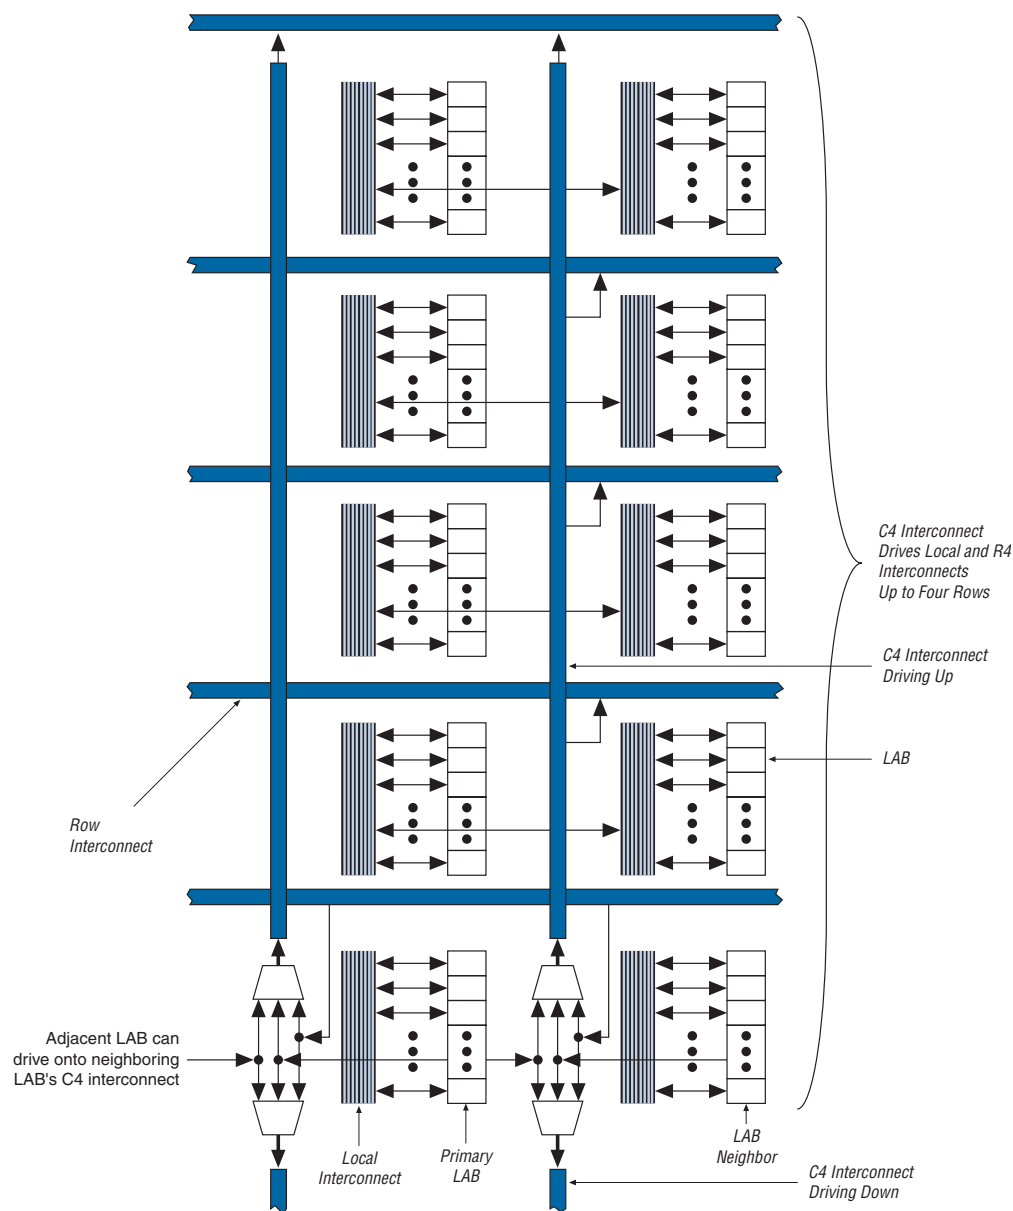 C4 Interconnect
Drives Local and R4
Interconnects
Up to Four Rows
C4 Interconnect
Driving Up
LAB
Row
Interconnect
Adjacent LAB can
drive onto neighboring
LAB's C4 interconnect
Local
Interconnect
Primary
LAB
LAB
Neighbor
C4 Interconnect
Driving Down